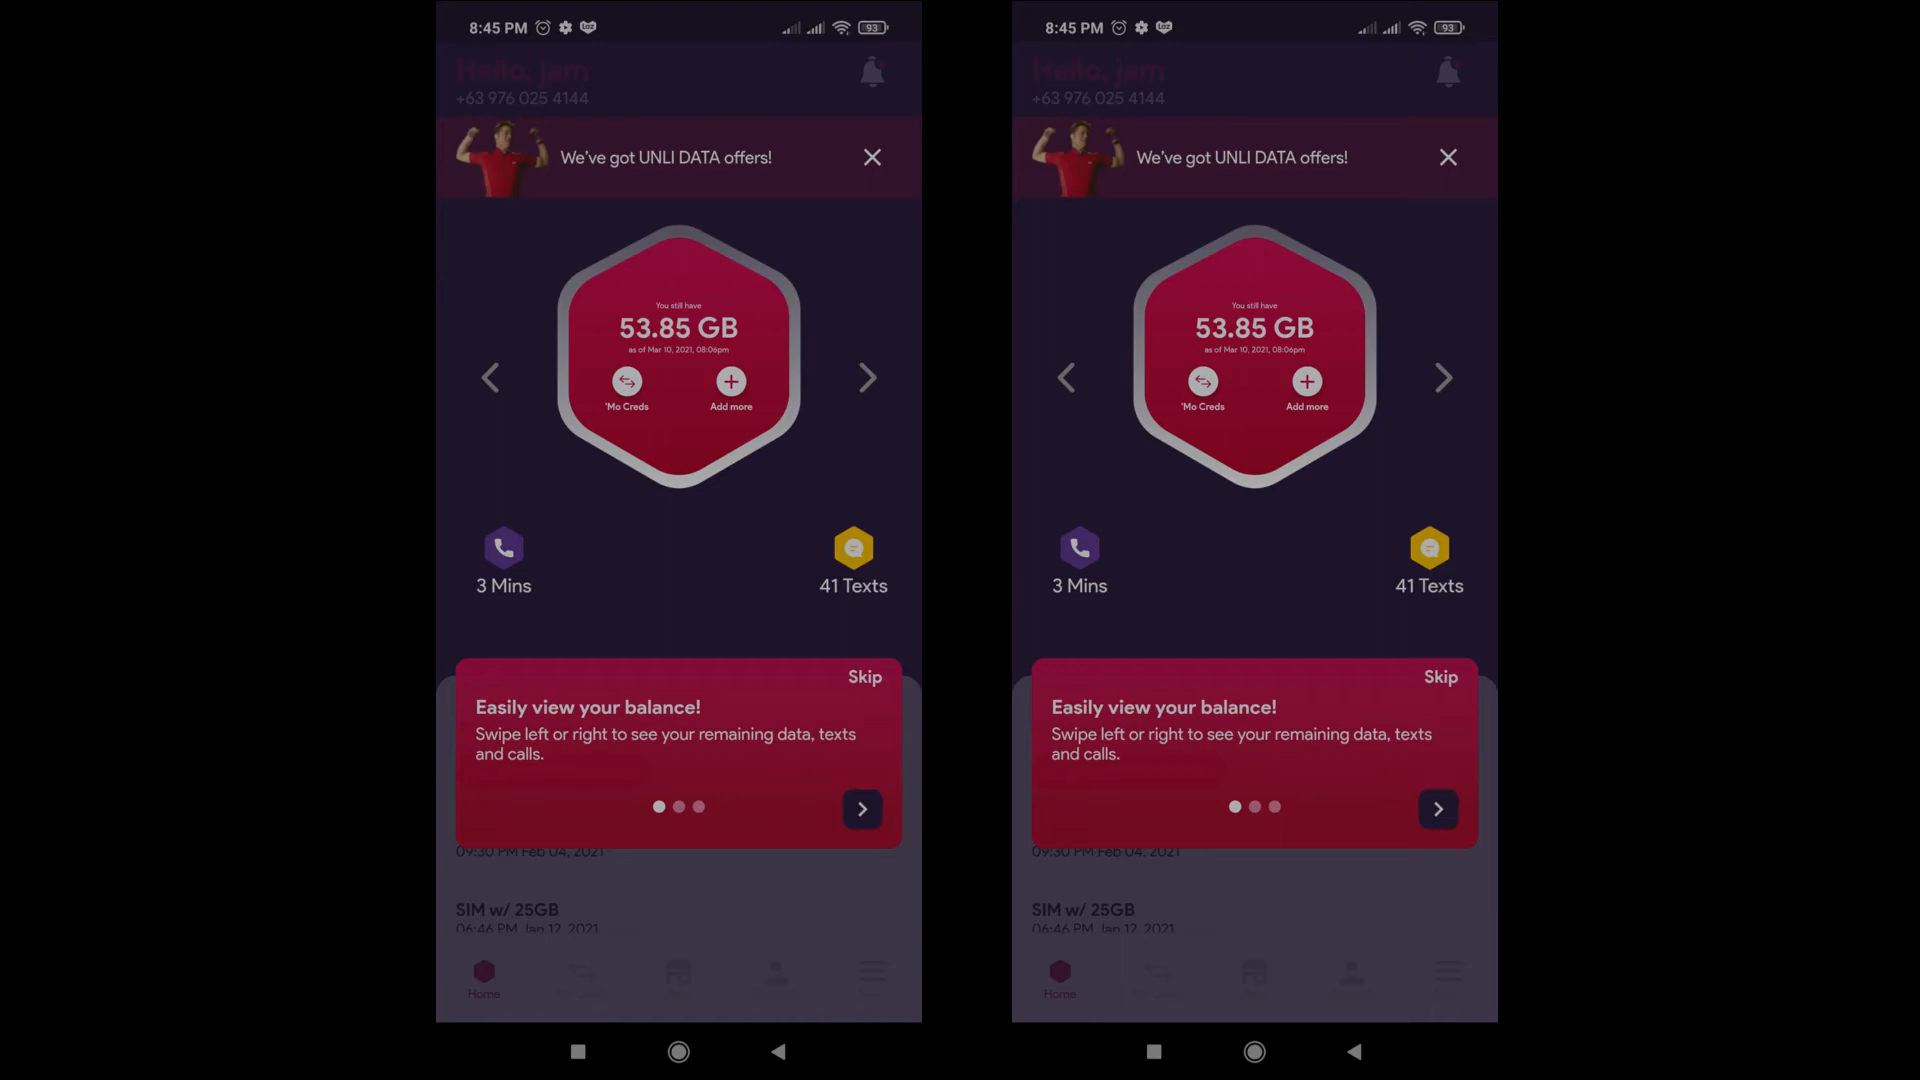 8:45 PM
93
Hello, jam
+63 976 025 4144
We've got UNLI DATA offers!
You still have
53.85 GB
as of Mar 10, 2021, 08:06pm
'Mo Creds
Add more
3 Mins
41 Texts
Skip
Easily view your balance!
Swipe left or right to see your remaining data, texts
and calls.
09:30 PM Feb 04, 2021
SIM w/ 25GB
06:46 PM Jan 12, 2021
Home
8:45 PM
93
Hello, jam
+63 976 025 4144
We've got UNLI DATA offers!
You still have
53.85 GB
as of Mar 10, 2021, 08:06pm
'Mo Creds
Add more
3 Mins
41 Texts
Skip
Easily view your balance!
Swipe left or right to see your remaining data, texts
and calls.
09:30 PM Feb 04, 2021
SIM w/ 25GB
06:46 PM Jan 12, 2021
Home